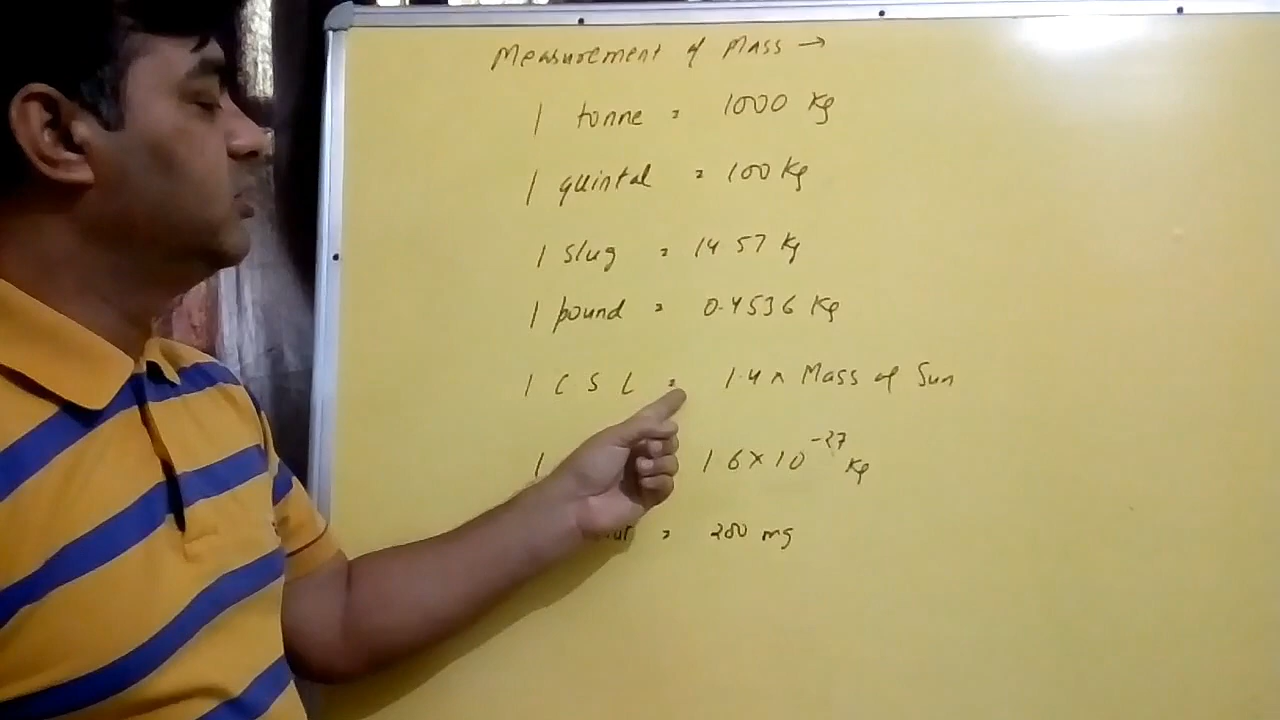 Measurement of Mass →
1 tonne = 1000 Kg
1 quintal = 100 Kg
1 slug = 14 57 Kg
1 pound = 0.4536 Kg
1 C S L = 1.4 x Mass of Sun
1 1 6 x 10^-27 Kg
= 200 mg